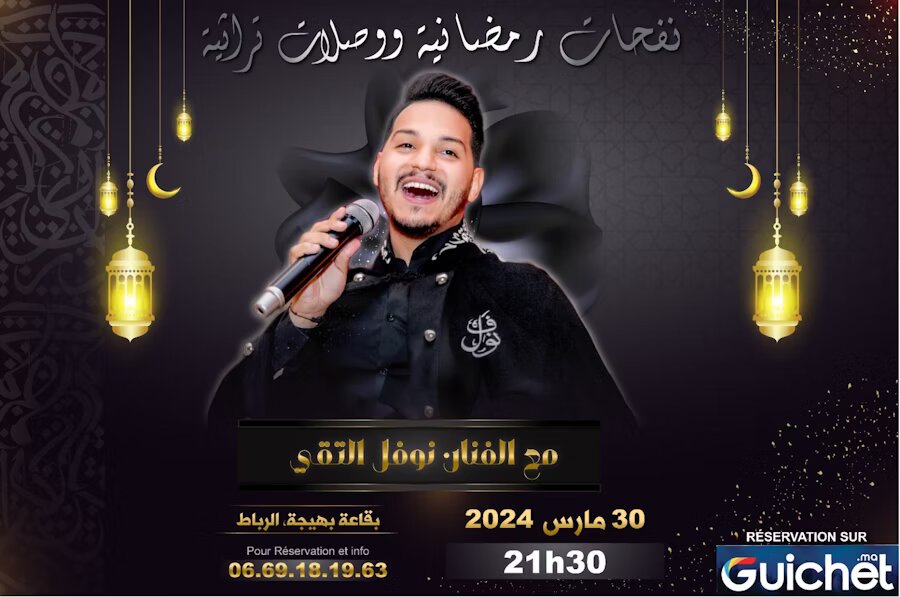 نفحات رمضانية ووصلات تراثية
نوفل
مع الفنان نوفل التقي
بقاعة بهيجة، الرباط
Pour Réservation et info
06.69.18.19.63
30 مارس 2024
21h30
RÉSERVATION SUR
Guichet.ma